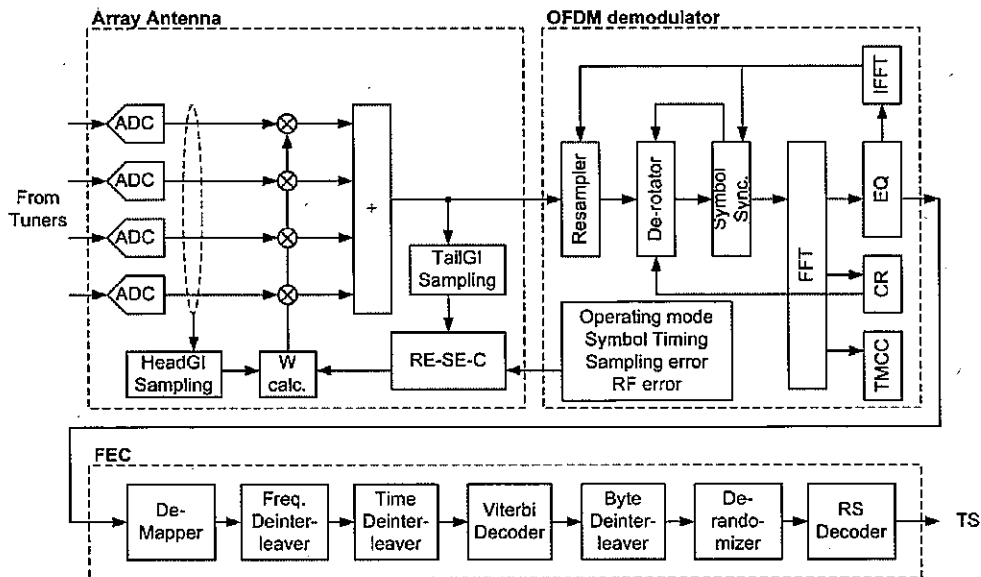 Array Antenna
OFDM demodulator
From
Tuners
ADC
ADC
ADC
ADC
+
HeadGI
Sampling
W
calc.
TailGI
Sampling
RE-SE-C
Resampler
De-rotator
Symbol
Sync.
FFT
IFFT
EQ
CR
TMCC
Operating mode
Symbol Timing
Sampling error
RF error
FEC
De-
Mapper
Freq.
Deinter-
leaver
Time
Deinter-
leaver
Viterbi
Decoder
Byte
Deinter-
leaver
De-
rando-
mizer
RS
Decoder
TS